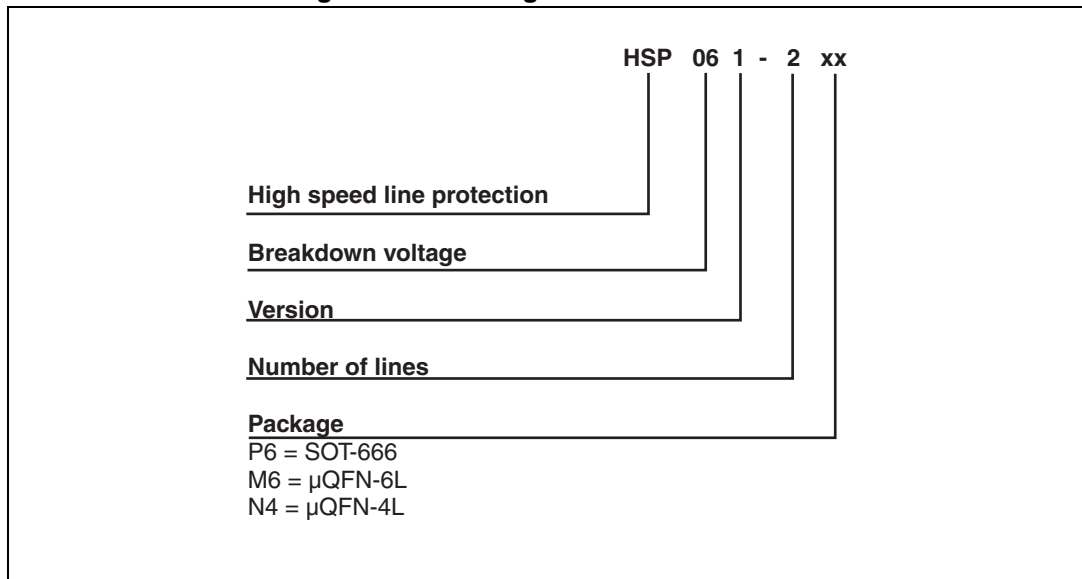 HSP 06 1 - 2 xx
High speed line protection
Breakdown voltage
Version
Number of lines
Package
P6 = SOT-666
M6 = µQFN-6L
N4 = µQFN-4L